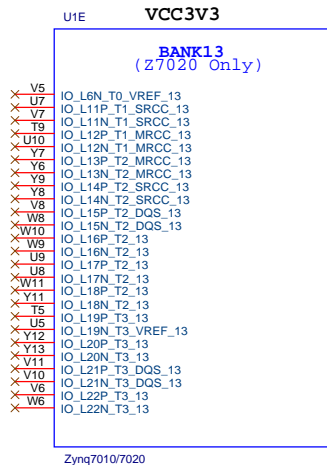 U1E VCC3V3
BANK13
(Z7020 Only)
V5 IO_L6N_T0_VREF_13
U7 IO_L11P_T1_SRCC_13
V7 IO_L11N_T1_SRCC_13
T9 IO_L12P_T1_MRCC_13
U10 IO_L12N_T1_MRCC_13
Y7 IO_L13P_T2_MRCC_13
Y6 IO_L13N_T2_MRCC_13
Y9 IO_L14P_T2_SRCC_13
Y8 IO_L14N_T2_SRCC_13
V8 IO_L15P_T2_DQS_13
W8 IO_L15N_T2_DQS_13
W10 IO_L16P_T2_13
W9 IO_L16N_T2_13
U9 IO_L17P_T2_13
U8 IO_L17N_T2_13
W11 IO_L18P_T2_13
Y11 IO_L18N_T2_13
T5 IO_L19P_T3_13
U5 IO_L19N_T3_VREF_13
Y12 IO_L20P_T3_13
Y13 IO_L20N_T3_13
V11 IO_L21P_T3_DQS_13
V10 IO_L21N_T3_DQS_13
V6 IO_L22P_T3_13
W6 IO_L22N_T3_13
Zynq7010/7020